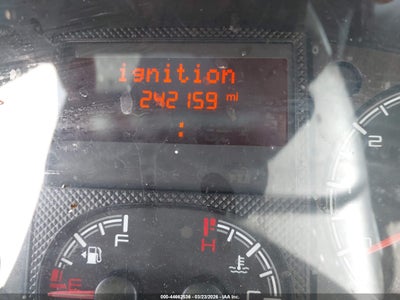 ignition
242159 mi
F
H
E
2
000-44662536 - 03/23/2026 - IAA Inc.